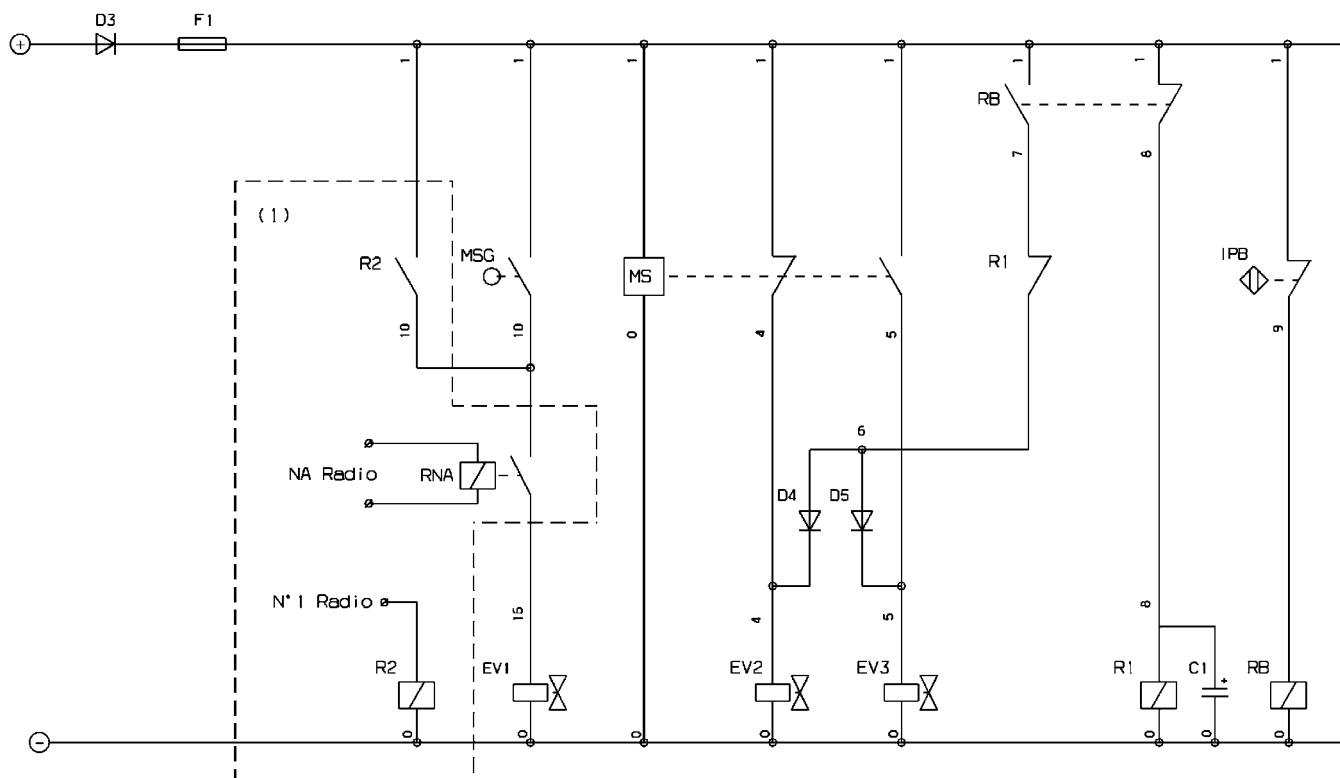 D3 F1
+
1 1 1 1 1 1 1 1
RB
7 8
(1)
R2 MSG MS R1 IPB
10 10 0 4 5 9
6
NA Radio RNA
D4 D5
N°1 Radio
15 4 5 8
R2 EV1 EV2 EV3 R1 C1 + RB
0 0 0 0 0 0 0 0
-